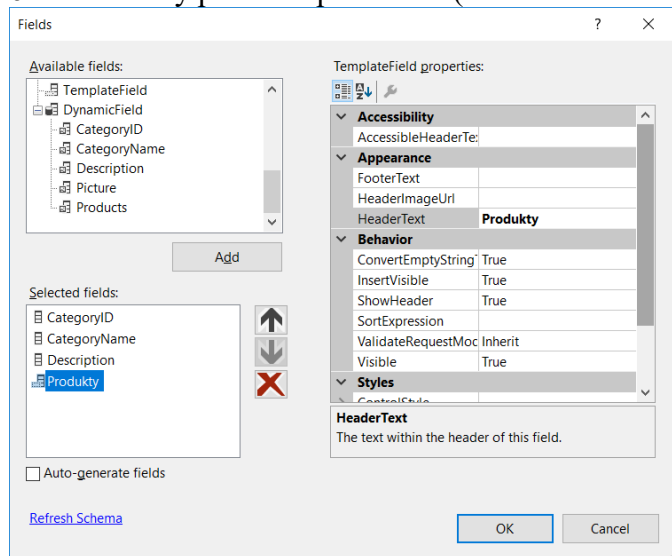 Fields
?
Available fields:
TemplateField
DynamicField
CategoryID
CategoryName
Description
Picture
Products
Add
Selected fields:
CategoryID
CategoryName
Description
Produkty
Auto-generate fields
Refresh Schema
TemplateField properties:
Accessibility
AccessibleHeaderTe
Appearance
FooterText
HeaderImageUrl
HeaderText Produkty
Behavior
ConvertEmptyString True
InsertVisible True
ShowHeader True
SortExpression
ValidateRequestMod Inherit
Visible True
Styles
HeaderText
The text within the header of this field.
OK
Cancel